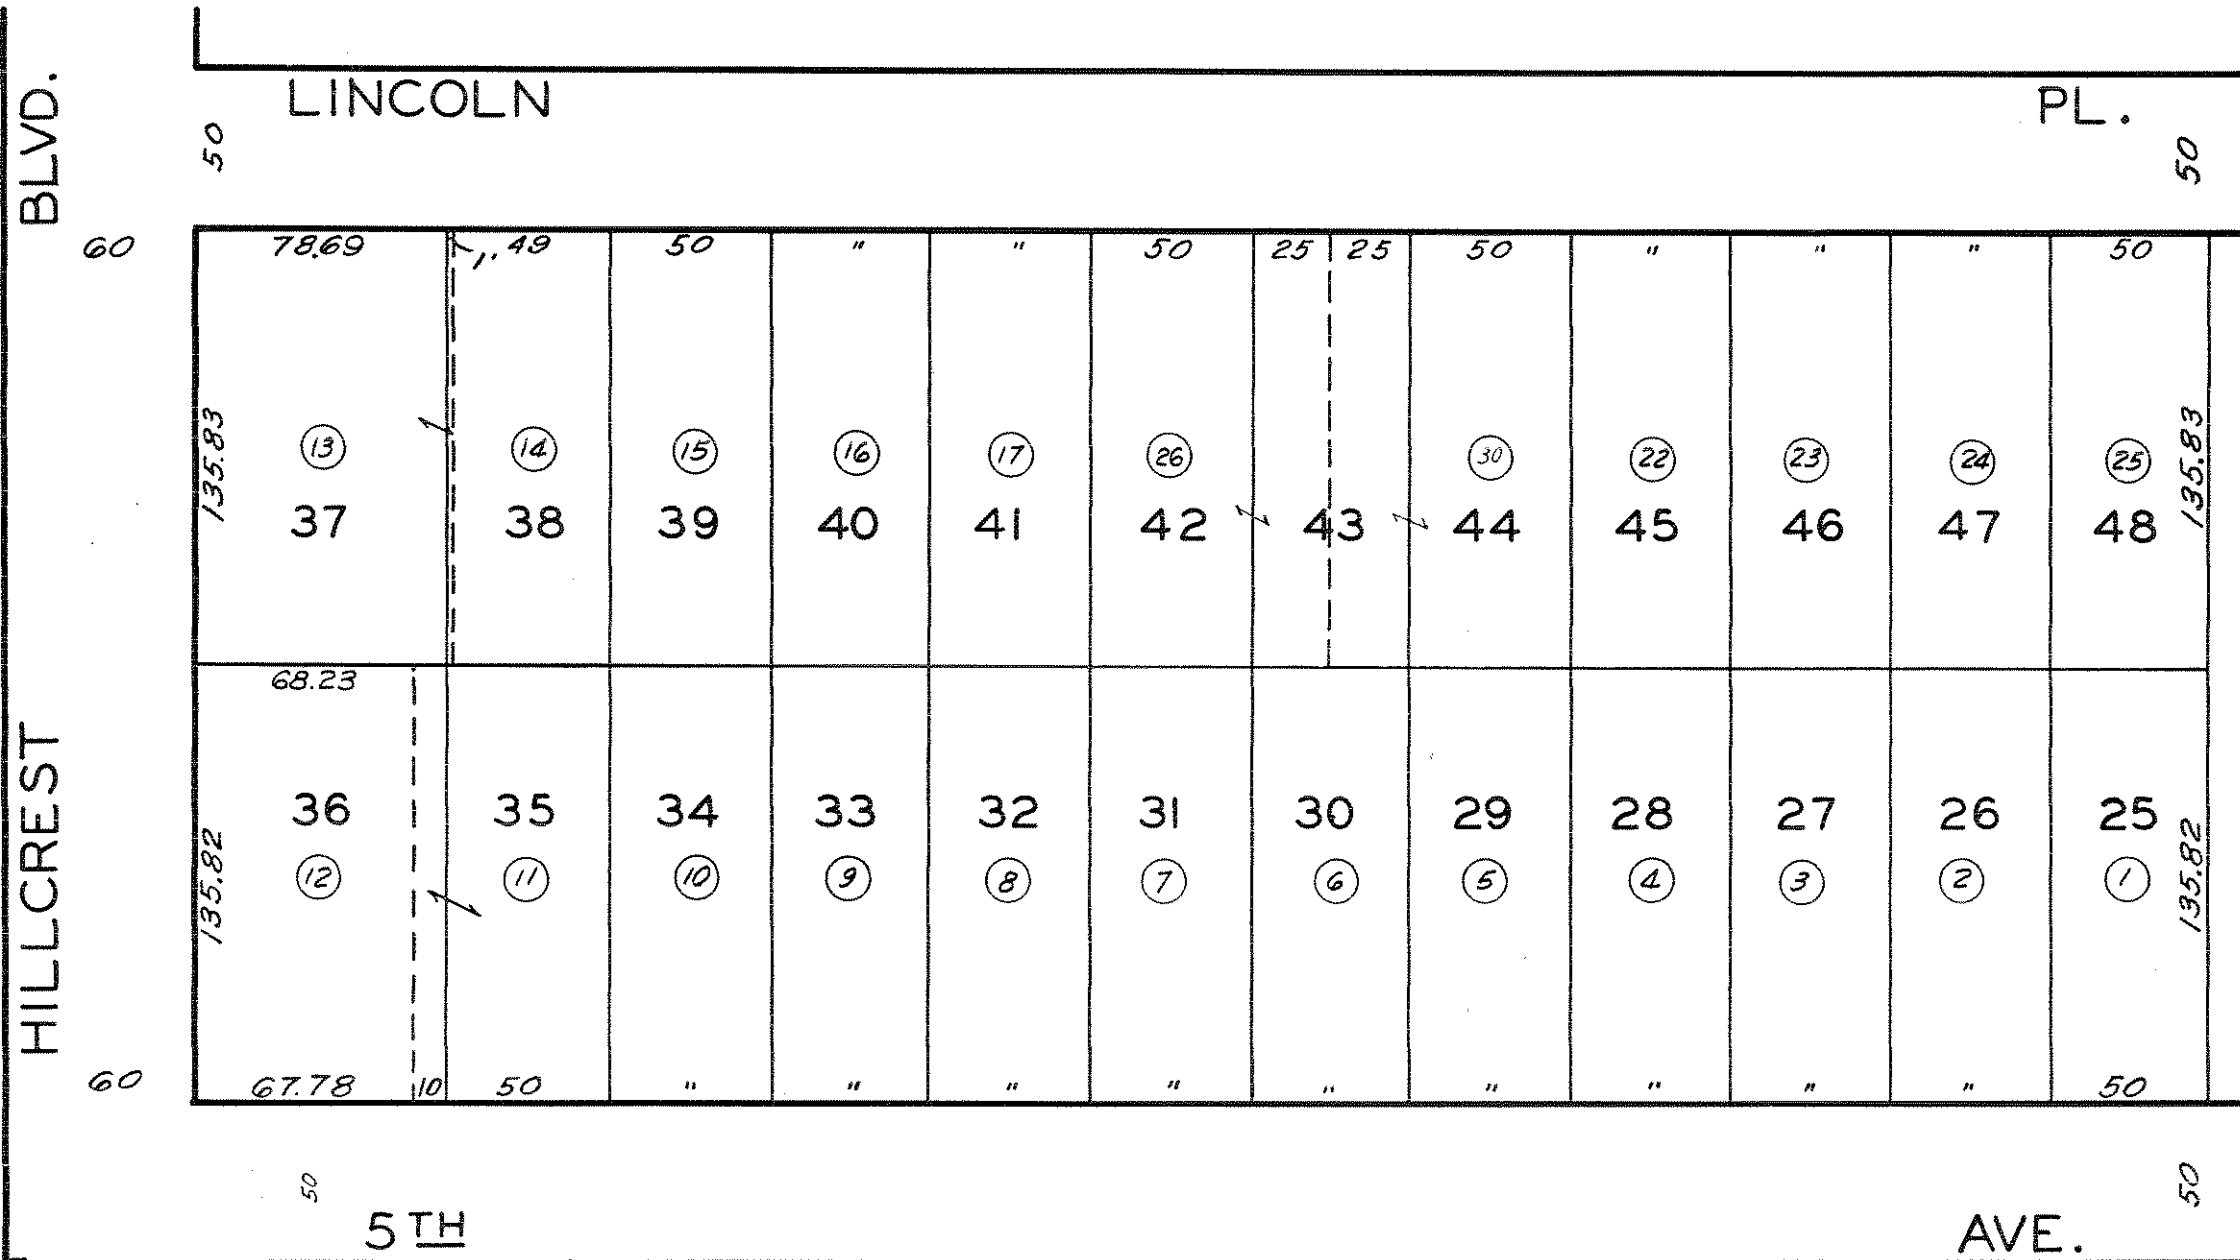 BLVD.
LINCOLN PL.
50 50
60 78.69 1. 49 50 " " 50 25 25 50 " " " 50
135.83 135.83
13 14 15 16 17 26 30 22 23 24 25
37 38 39 40 41 42 43 44 45 46 47 48
68.23
HILLCREST
36 35 34 33 32 31 30 29 28 27 26 25
135.82 135.82
12 11 10 9 8 7 6 5 4 3 2 1
60 67.78 10 50 " " " " " " " " " 50
50 50
5TH AVE.